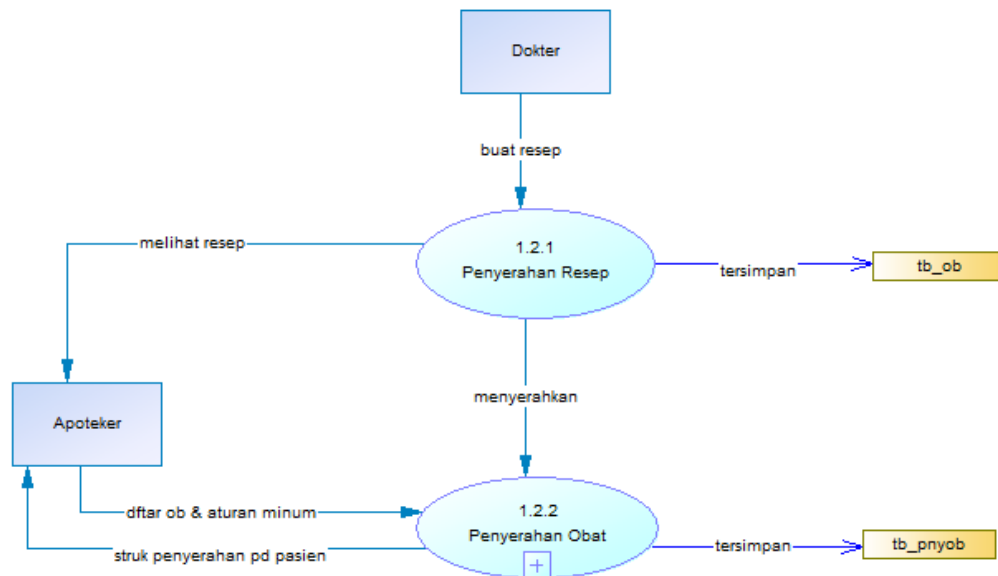 Dokter
buat resep
melihat resep
1.2.1
Penyerahan Resep
tersimpan
tb_ob
menyerahkan
Apoteker
dftar ob & aturan minum
1.2.2
Penyerahan Obat
struk penyerahan pd pasien
tersimpan
tb_pnyob